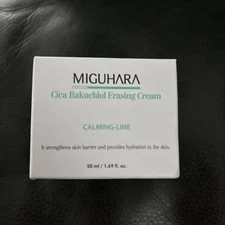 MIGUHARA
Cica Bakuchiol Erasing Cream
CALMING-LINE
It strengthens skin barrier and provides hydration to the skin.
50 ml / 1.69 fl. oz.